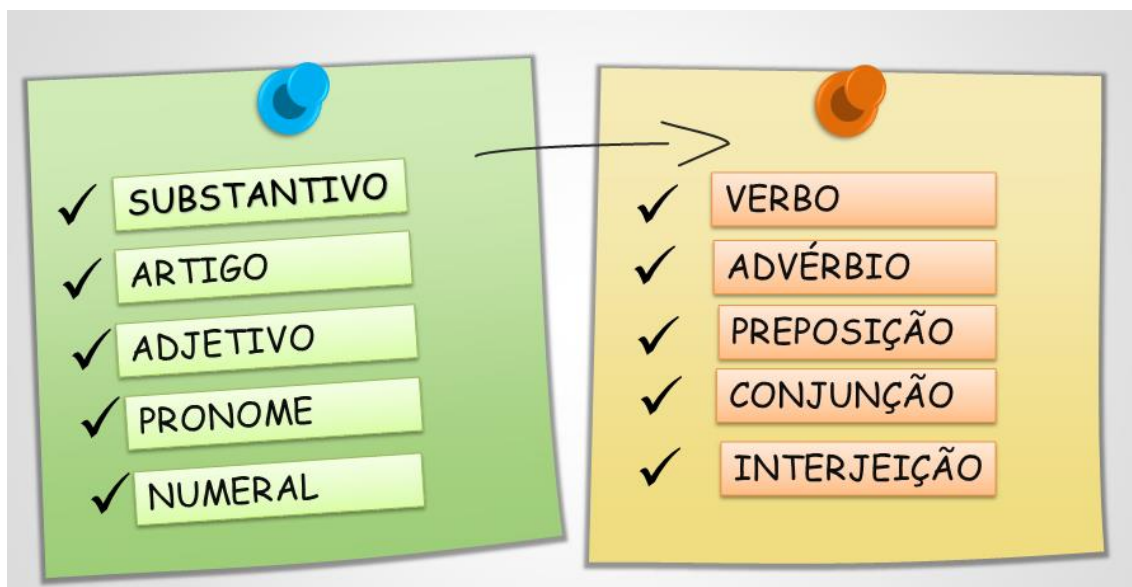 SUBSTANTIVO
ARTIGO
ADJETIVO
PRONOME
NUMERAL
VERBO
ADVÉRBIO
PREPOSIÇÃO
CONJUNÇÃO
INTERJEIÇÃO